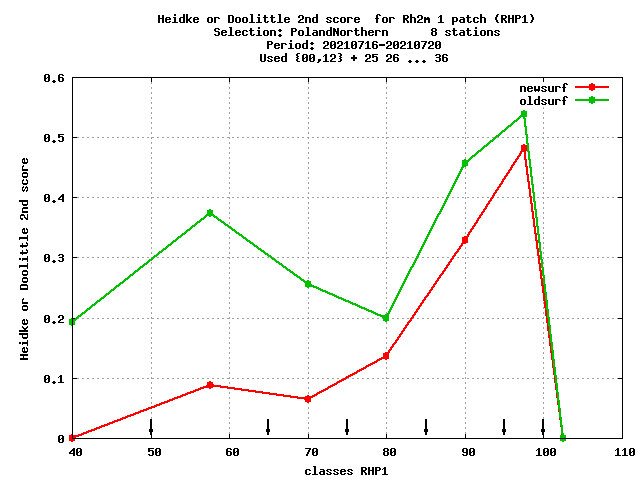 Heidke or Doolittle 2nd score  for Rh2m 1 patch (RHP1)
Selection: PolandNorthern      8 stations
Period: 20210716-20210720
Used {00,12} + 25 26 ... 36
newsurf
oldsurf
Heidke or Doolittle 2nd score
0.6
0.5
0.4
0.3
0.2
0.1
0
40 50 60 70 80 90 100 110
classes RHP1